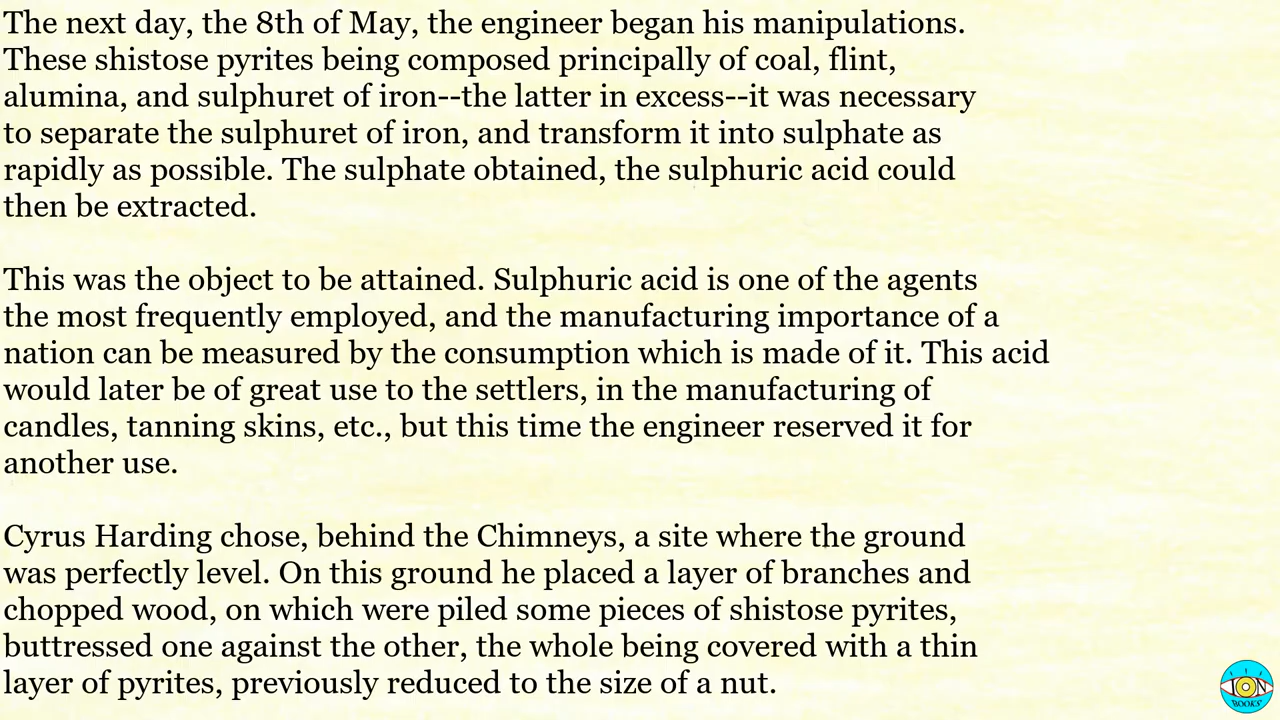 The next day, the 8th of May, the engineer began his manipulations.
These shistose pyrites being composed principally of coal, flint,
alumina, and sulphuret of iron--the latter in excess--it was necessary
to separate the sulphuret of iron, and transform it into sulphate as
rapidly as possible. The sulphate obtained, the sulphuric acid could
then be extracted.
This was the object to be attained. Sulphuric acid is one of the agents
the most frequently employed, and the manufacturing importance of a
nation can be measured by the consumption which is made of it. This acid
would later be of great use to the settlers, in the manufacturing of
candles, tanning skins, etc., but this time the engineer reserved it for
another use.
Cyrus Harding chose, behind the Chimneys, a site where the ground
was perfectly level. On this ground he placed a layer of branches and
chopped wood, on which were piled some pieces of shistose pyrites,
buttressed one against the other, the whole being covered with a thin
layer of pyrites, previously reduced to the size of a nut.
ION
BOOKS